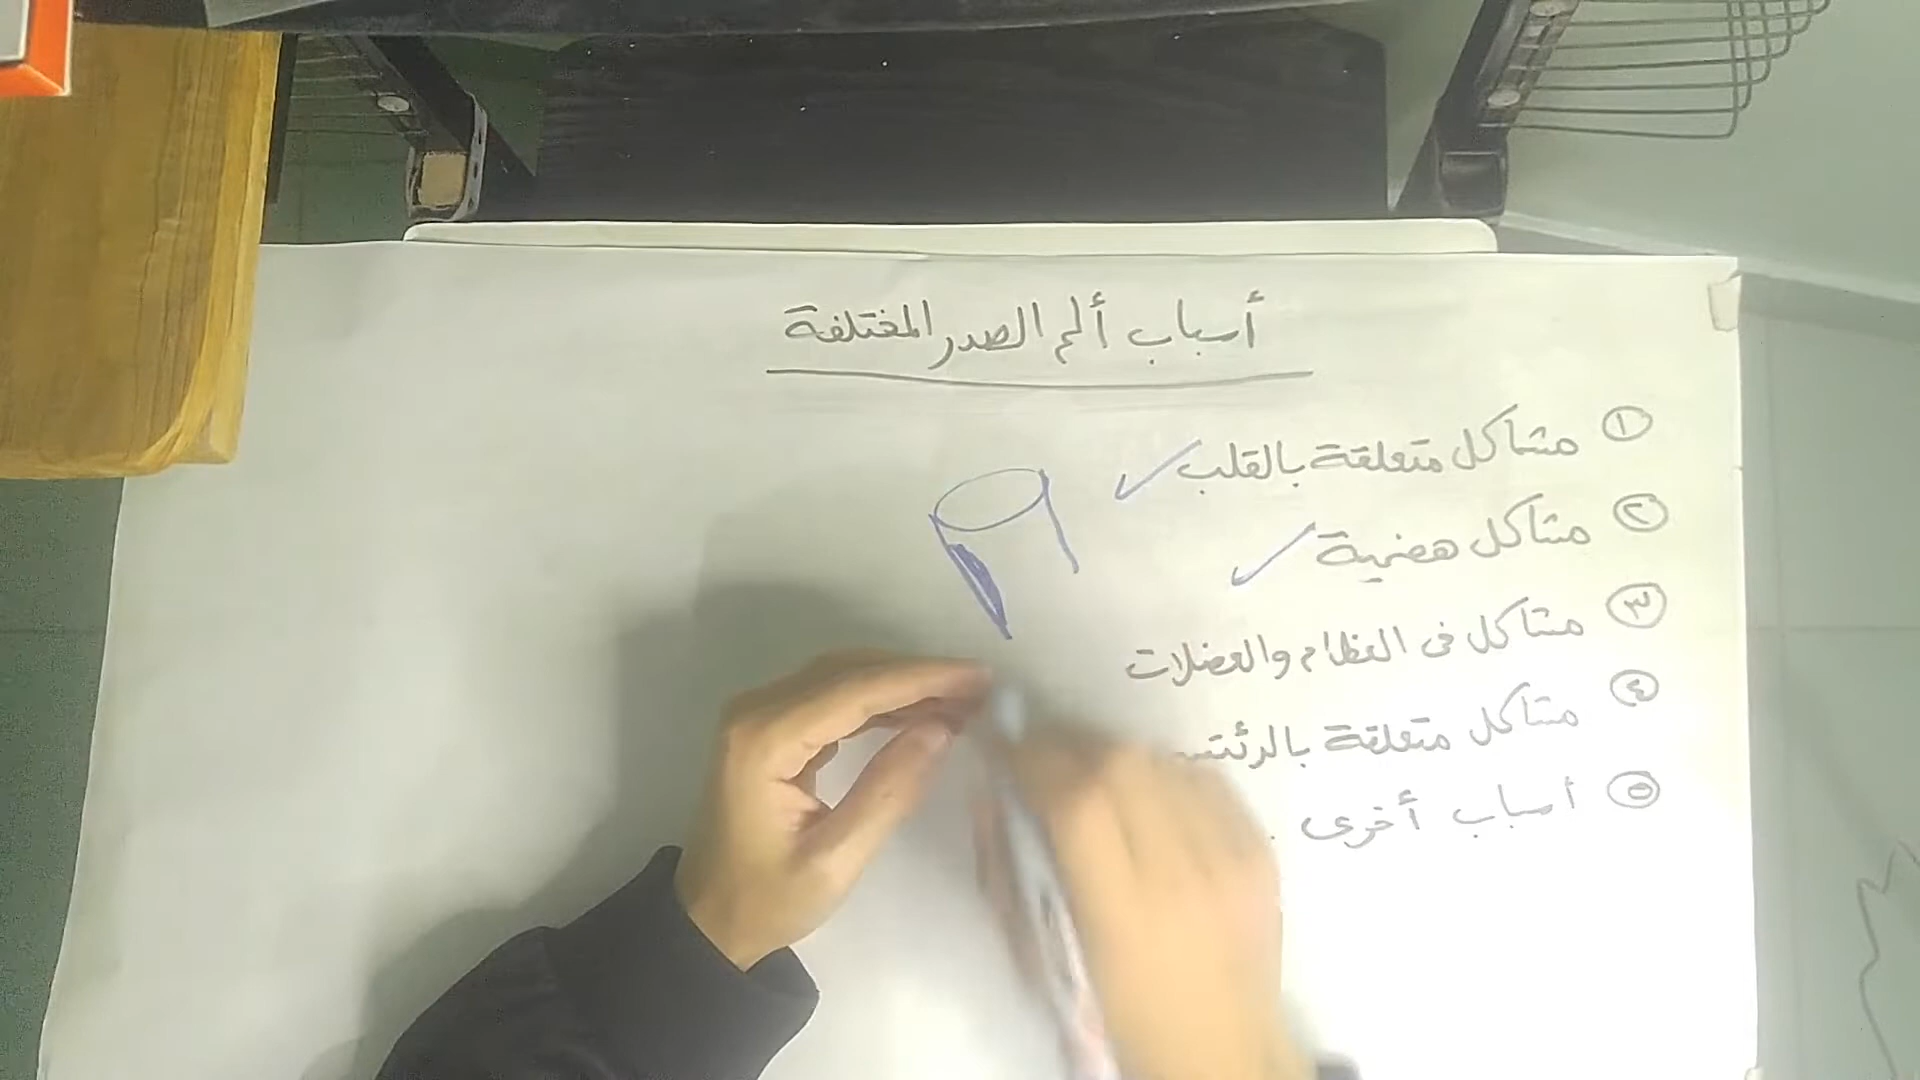 أسباب ألم الصدر المختلفة
١ مشاكل متعلقة بالقلب
٢ مشاكل هضمية
٣ مشاكل فى العظام والعضلات
٤ مشاكل متعلقة
٥ أسباب أخرى .